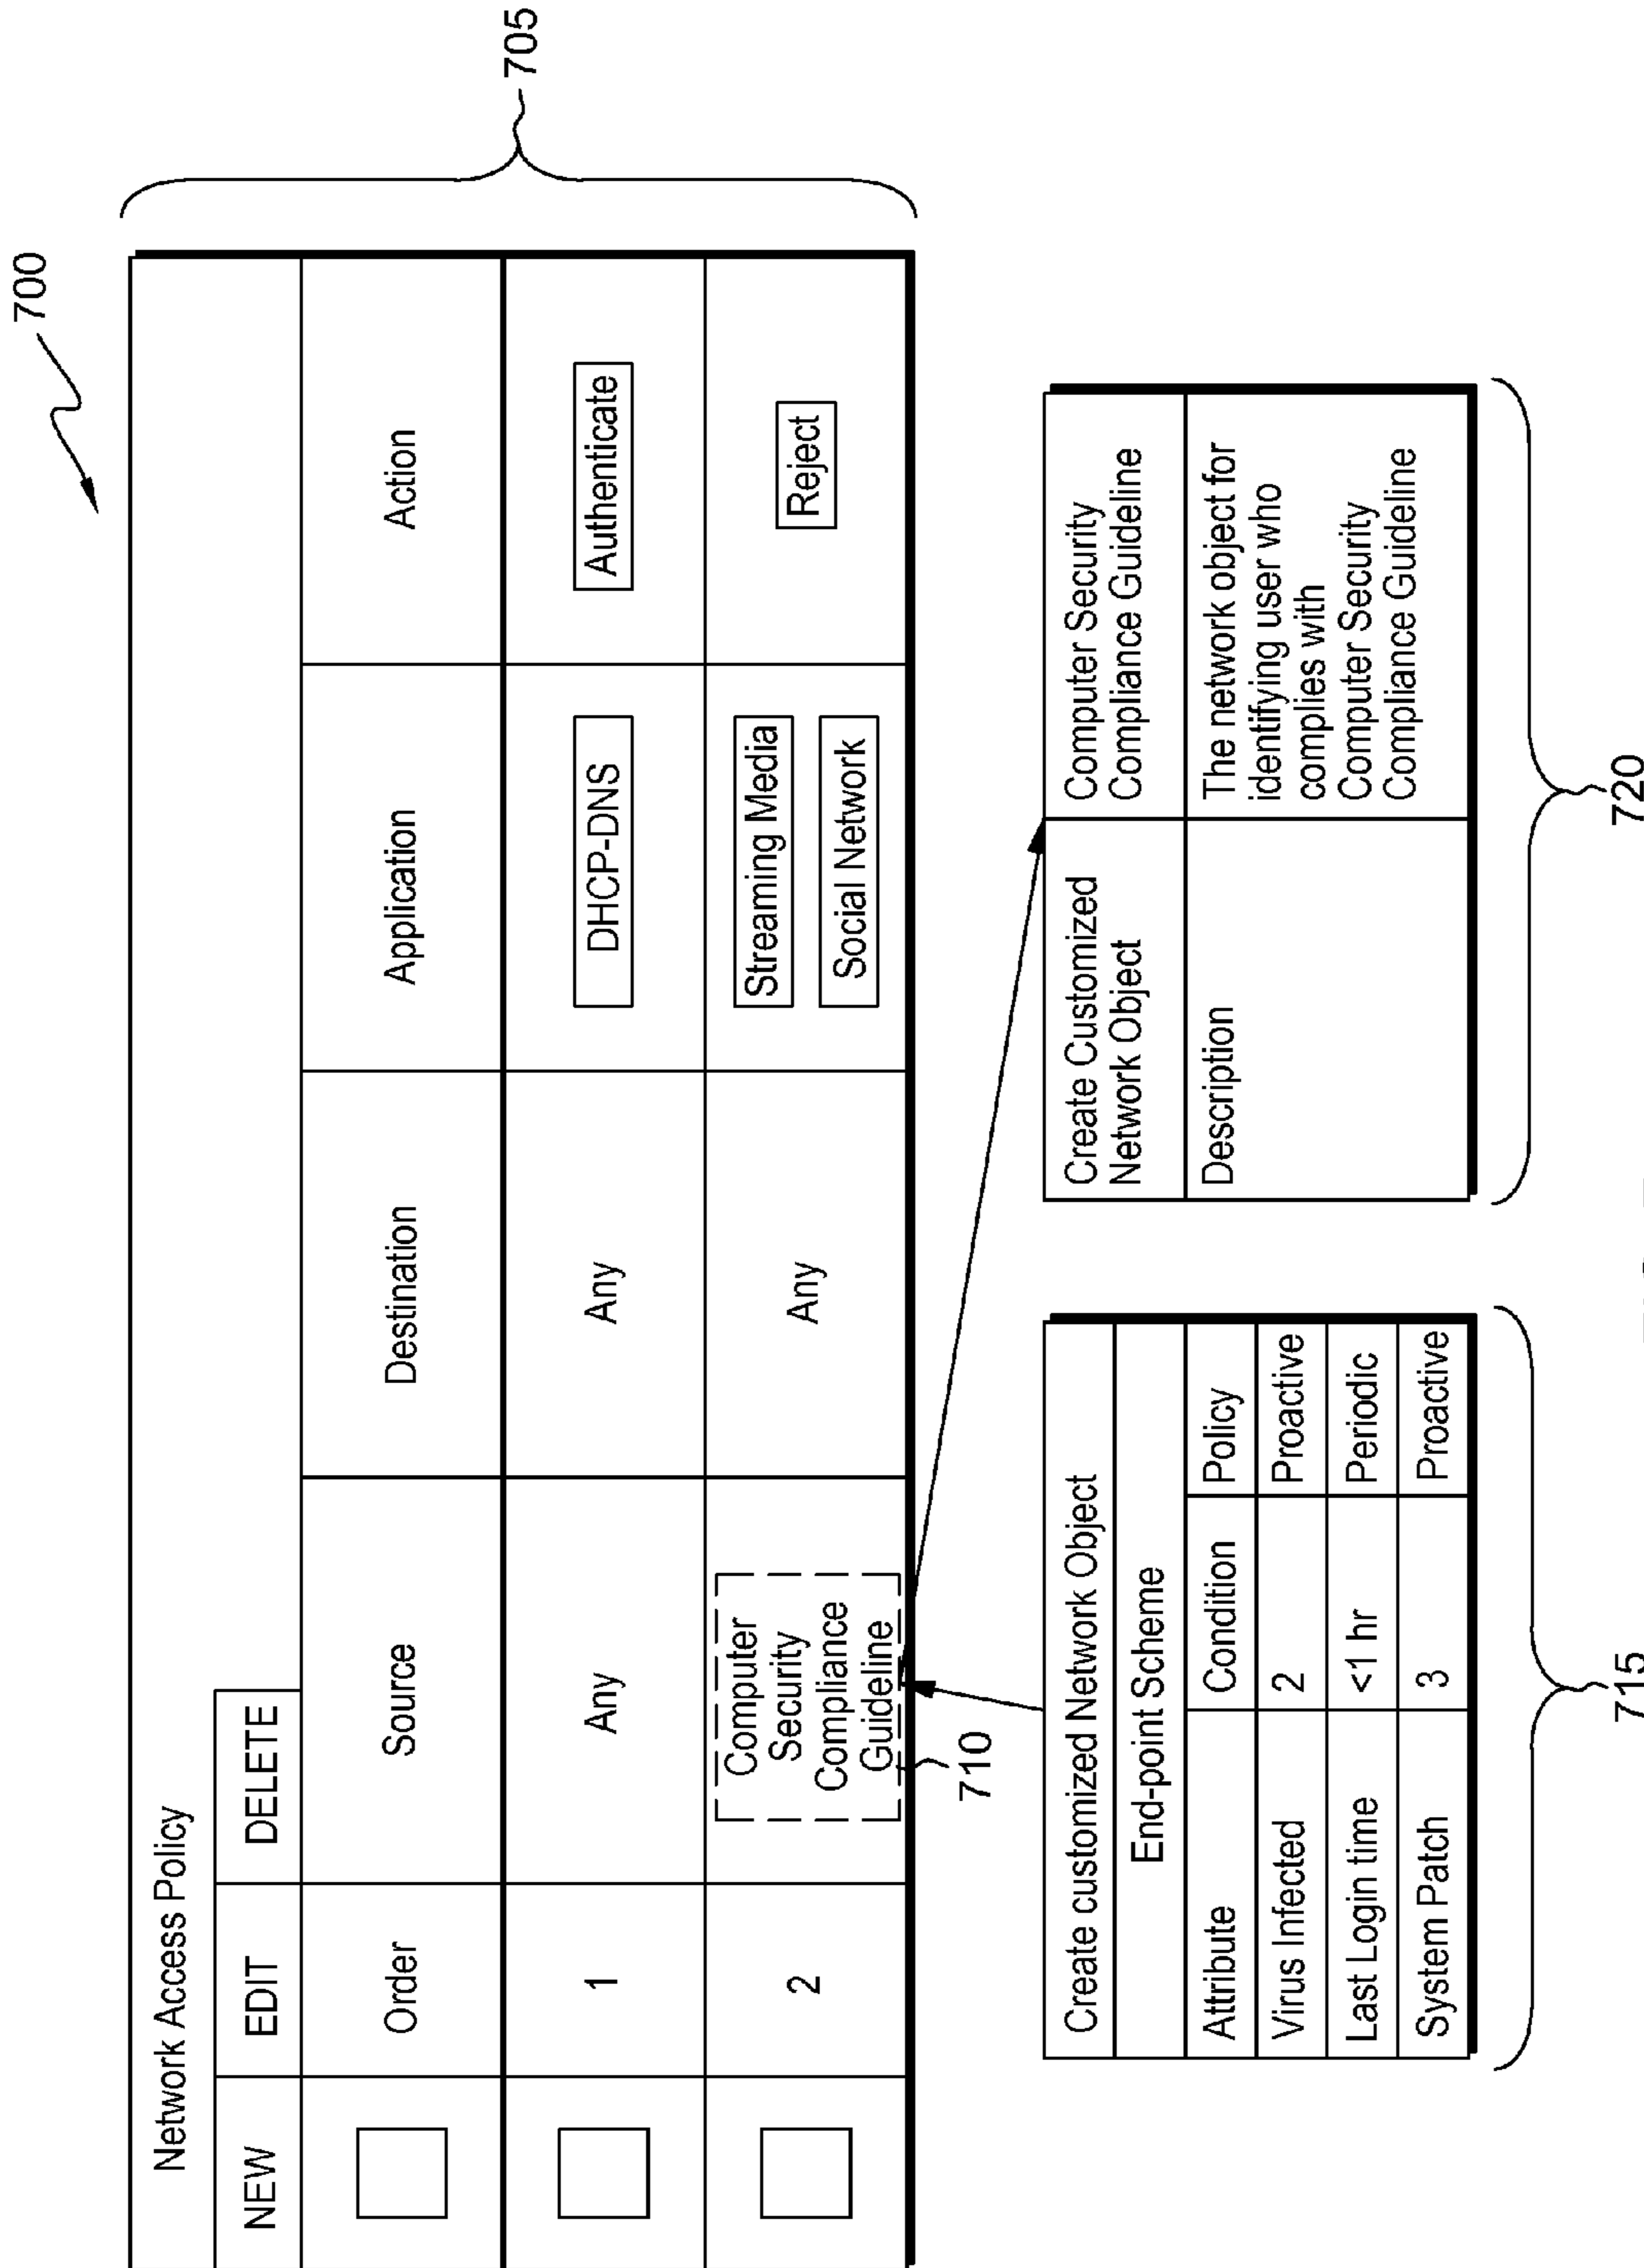 700
Network Access Policy
NEW EDIT DELETE
Order Source Destination Application Action
1 Any Any DHCP-DNS Authenticate
2 Computer Security Compliance Guideline Any Streaming Media Social Network Reject
705
710
Create customized Network Object
End-point Scheme
Attribute Condition Policy
Virus Infected 2 Proactive
Last Login time <1 hr Periodic
System Patch 3 Proactive
715
Create Customized
Network Object
Computer Security
Compliance Guideline
Description
The network object for
identifying user who
complies with
Computer Security
Compliance Guideline
720